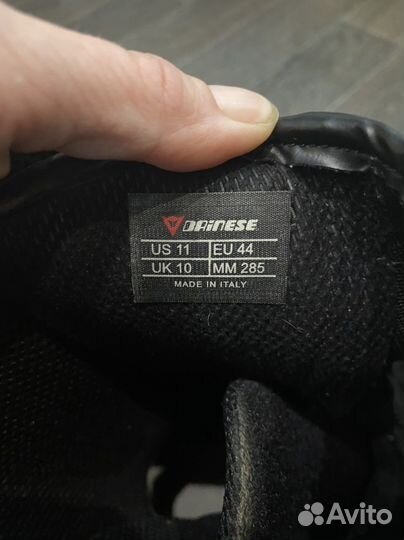 DAINESE
US 11 EU 44
UK 10 MM 285
MADE IN ITALY
Avito